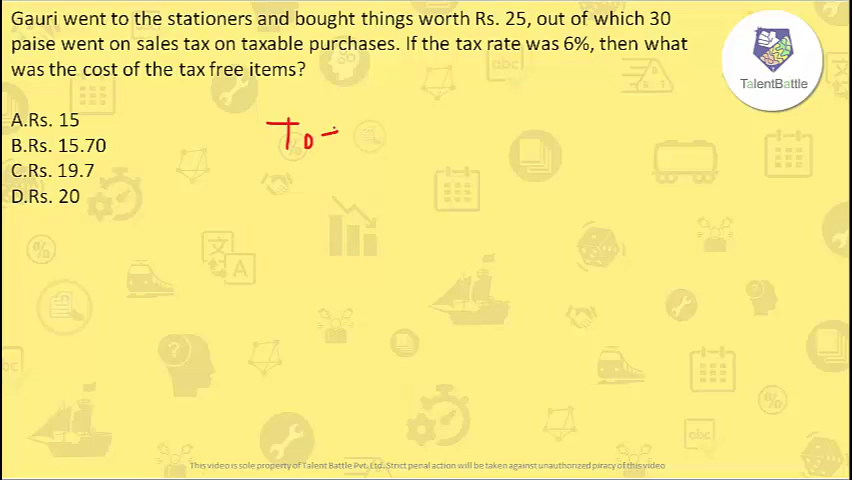 Gauri went to the stationers and bought things worth Rs. 25, out of which 30
paise went on sales tax on taxable purchases. If the tax rate was 6%, then what
was the cost of the tax free items?
TalentBattle
A.Rs. 15
B.Rs. 15.70
C.Rs. 19.7
D.Rs. 20
This video is sole property of Talent Battle Pvt. Ltd. Strict penal action will be taken against unauthorized piracy of this video